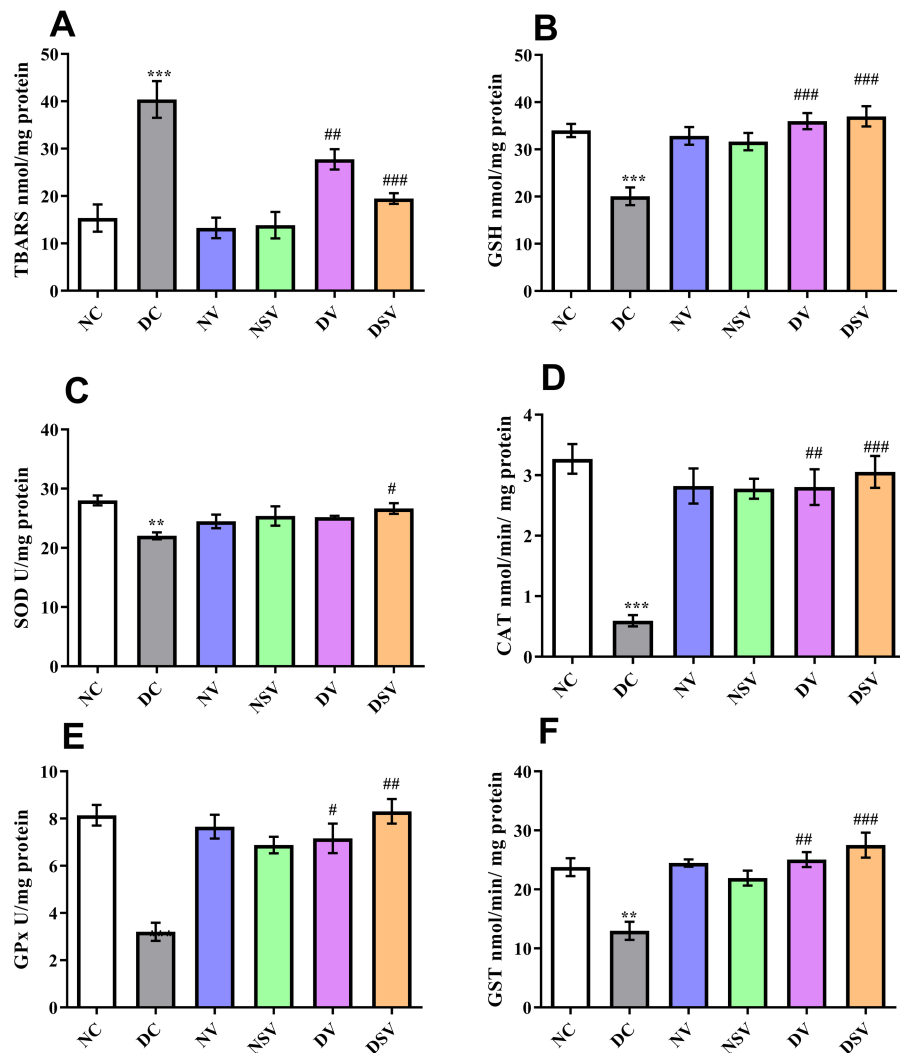 A
TBARS nmol/mg protein
50
40
30
20
10
0
***
##
###
NC
DC
NV
NSV
DV
DSV
B
GSH nmol/mg protein
50
40
30
20
10
0
***
###
###
NC
DC
NV
NSV
DV
DSV
C
SOD U/mg protein
40
30
20
10
0
**
#
NC
DC
NV
NSV
DV
DSV
D
CAT nmol/min/ mg protein
4
3
2
1
0
***
##
###
NC
DC
NV
NSV
DV
DSV
E
GPx U/mg protein
10
8
6
4
2
0
***
#
##
NC
DC
NV
NSV
DV
DSV
F
GST nmol/min/ mg protein
40
30
20
10
0
**
##
###
NC
DC
NV
NSV
DV
DSV